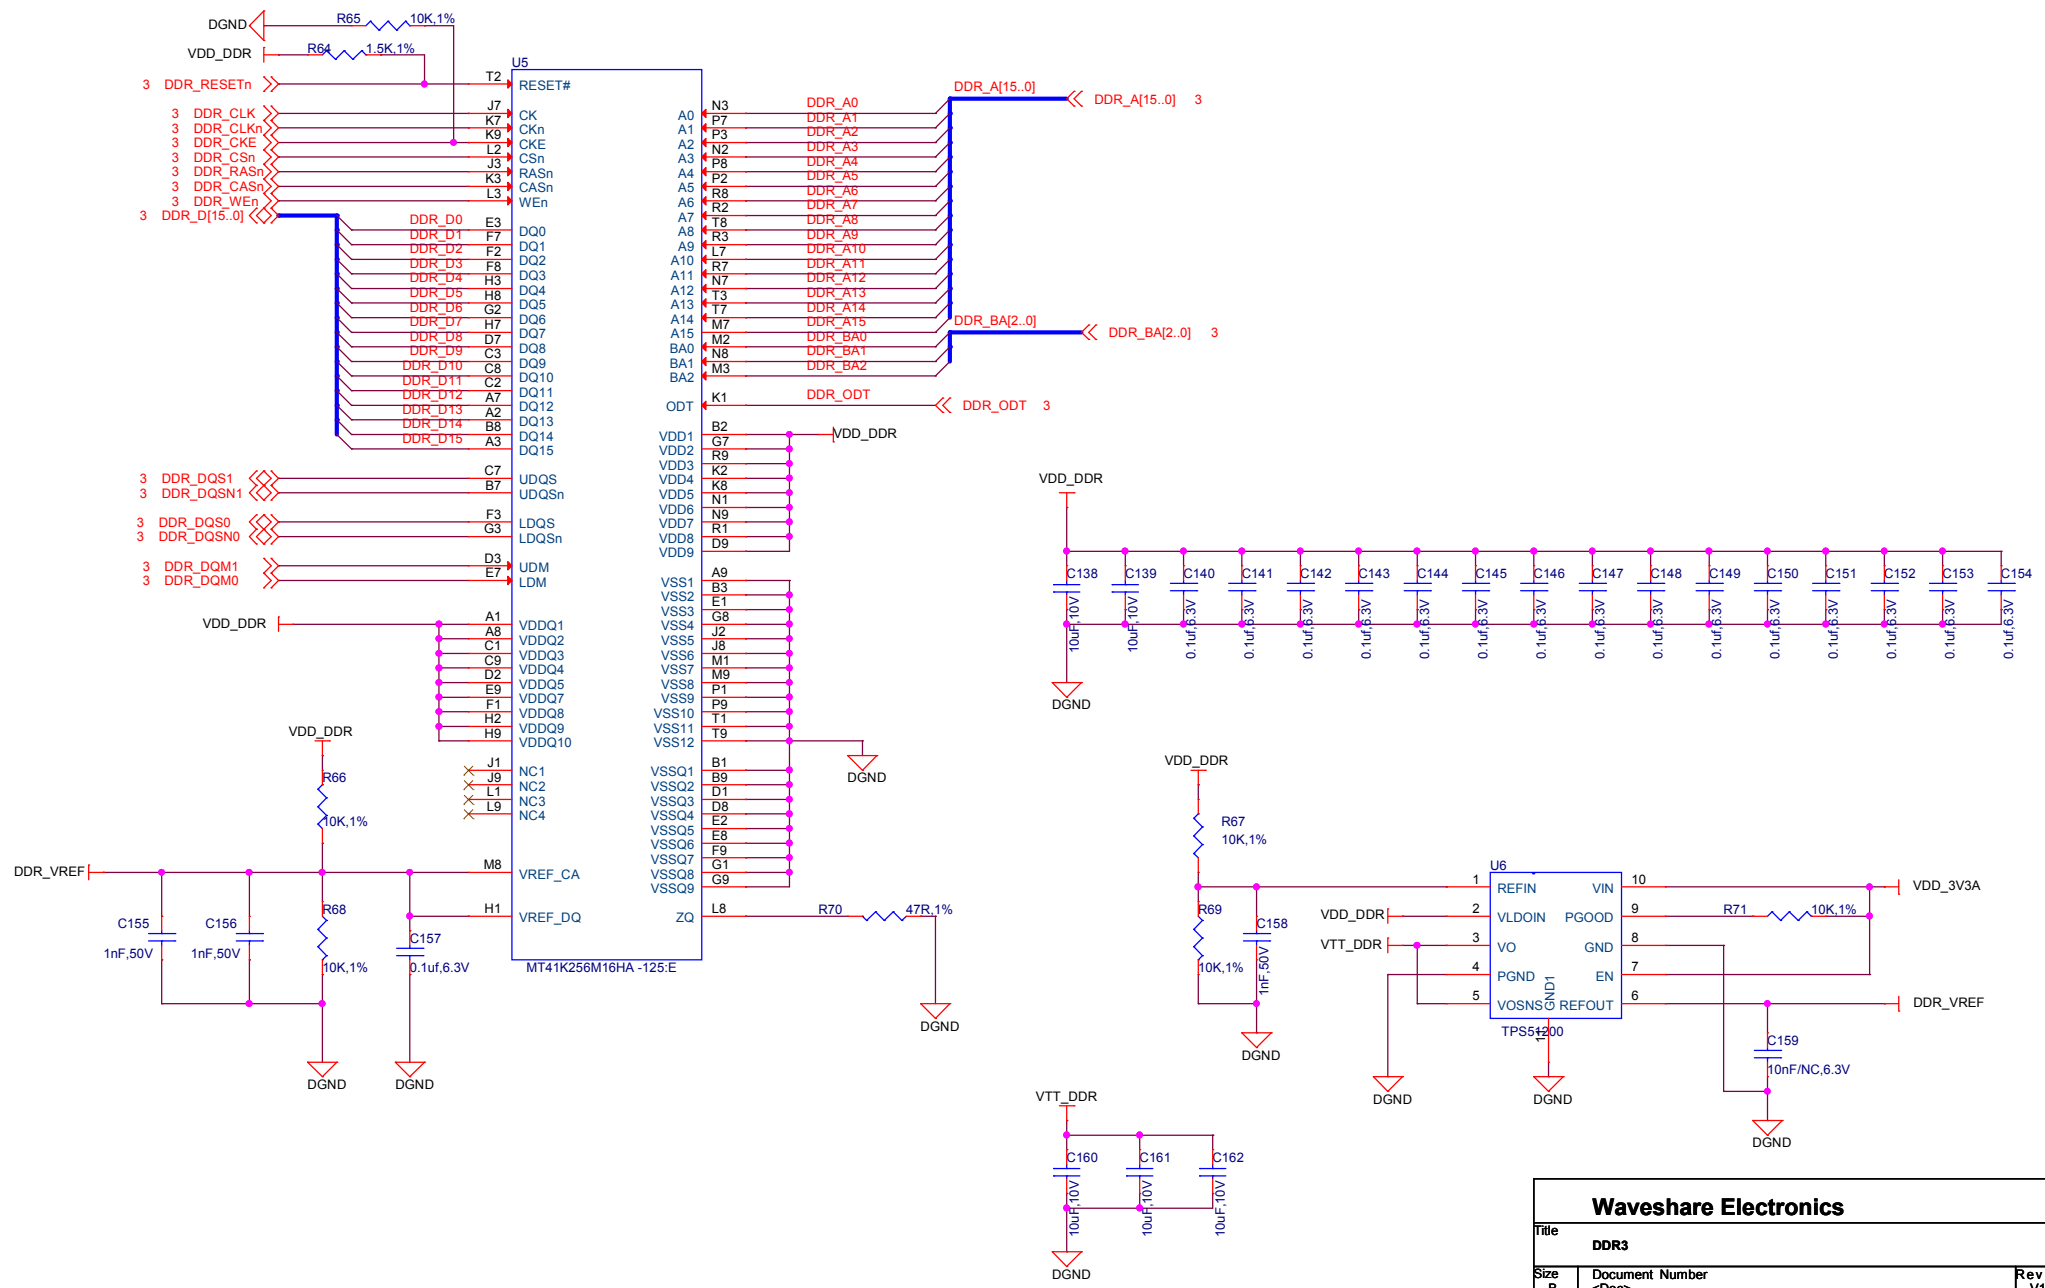 DGND
R65 10K,1%
VDD_DDR
R64 1.5K,1%
3 DDR_RESETn
3 DDR_CLK
3 DDR_CLKn
3 DDR_CKE
3 DDR_CSn
3 DDR_RASn
3 DDR_CASn
3 DDR_WEn
3 DDR_D[15..0]
U5
T2 RESET#
J7 CK
K7 CKn
K9 CKE
L2 CSn
J3 RASn
K3 CASn
L3 WEn
DDR_D0 E3 DQ0
DDR_D1 F7 DQ1
DDR_D2 F2 DQ2
DDR_D3 F8 DQ3
DDR_D4 H3 DQ4
DDR_D5 H8 DQ5
DDR_D6 G2 DQ6
DDR_D7 H7 DQ7
DDR_D8 D7 DQ8
DDR_D9 C3 DQ9
DDR_D10 C8 DQ10
DDR_D11 C2 DQ11
DDR_D12 A7 DQ12
DDR_D13 A2 DQ13
DDR_D14 B8 DQ14
DDR_D15 A3 DQ15
3 DDR_DQS1 C7 UDQS
3 DDR_DQSN1 B7 UDQSn
3 DDR_DQS0 F3 LDQS
3 DDR_DQSN0 G3 LDQSn
3 DDR_DQM1 D3 UDM
3 DDR_DQM0 E7 LDM
VDD_DDR
A1 VDDQ1
A8 VDDQ2
C1 VDDQ3
C9 VDDQ4
D2 VDDQ5
E9 VDDQ7
F1 VDDQ8
H2 VDDQ9
H9 VDDQ10
J1 NC1
J9 NC2
L1 NC3
L9 NC4
M8 VREF_CA
H1 VREF_DQ
A0 N3 DDR_A0
A1 P7 DDR_A1
A2 P3 DDR_A2
A3 N2 DDR_A3
A4 P8 DDR_A4
A5 P2 DDR_A5
A6 R8 DDR_A6
A7 R2 DDR_A7
A8 T8 DDR_A8
A9 R3 DDR_A9
A10 L7 DDR_A10
A11 R7 DDR_A11
A12 N7 DDR_A12
A13 T3 DDR_A13
A14 T7 DDR_A14
A15 M7 DDR_A15
BA0 M2 DDR_BA0
BA1 N8 DDR_BA1
BA2 M3 DDR_BA2
DDR_A[15..0]
DDR_A[15..0] 3
DDR_BA[2..0]
DDR_BA[2..0] 3
ODT K1 DDR_ODT
DDR_ODT 3
VDD1 B2
VDD_DDR
VDD2 G7
VDD3 R9
VDD4 K2
VDD5 K8
VDD6 N1
VDD7 N9
VDD8 R1
VDD9 D9
VSS1 A9
VSS2 B3
VSS3 E1
VSS4 G8
VSS5 J2
VSS6 J8
VSS7 M1
VSS8 M9
VSS9 P1
VSS10 P9
VSS11 T1
VSS12 T9
DGND
VSSQ1 B1
VSSQ2 B9
VSSQ3 D1
VSSQ4 D8
VSSQ5 E2
VSSQ6 E8
VSSQ7 F9
VSSQ8 G1
VSSQ9 G9
ZQ L8
R70 47R,1%
DGND
MT41K256M16HA -125:E
VDD_DDR
R66
10K,1%
DDR_VREF
C155
1nF,50V
C156
1nF,50V
R68
10K,1%
C157
0.1uf,6.3V
DGND
DGND
VDD_DDR
C138
10uF,10V
C139
10uF,10V
C140
0.1uf,6.3V
C141
0.1uf,6.3V
C142
0.1uf,6.3V
C143
0.1uf,6.3V
C144
0.1uf,6.3V
C145
0.1uf,6.3V
C146
0.1uf,6.3V
C147
0.1uf,6.3V
C148
0.1uf,6.3V
C149
0.1uf,6.3V
C150
0.1uf,6.3V
C151
0.1uf,6.3V
C152
0.1uf,6.3V
C153
0.1uf,6.3V
C154
0.1uf,6.3V
DGND
VDD_DDR
R67
10K,1%
R69
10K,1%
C158
1nF,50V
DGND
U6
1 REFIN
VDD_DDR 2 VLDOIN
VTT_DDR 3 VO
4 PGND
5 VOSNS
VIN 10
VDD_3V3A
PGOOD 9
R71 10K,1%
GND 8
EN 7
REFOUT 6
DDR_VREF
GND1
11
TPS51200
C159
10nF/NC,6.3V
DGND
DGND
DGND
VTT_DDR
C160
10uF,10V
C161
10uF,10V
C162
10uF,10V
DGND
Waveshare Electronics
Title
DDR3
Size
Document Number
Rev